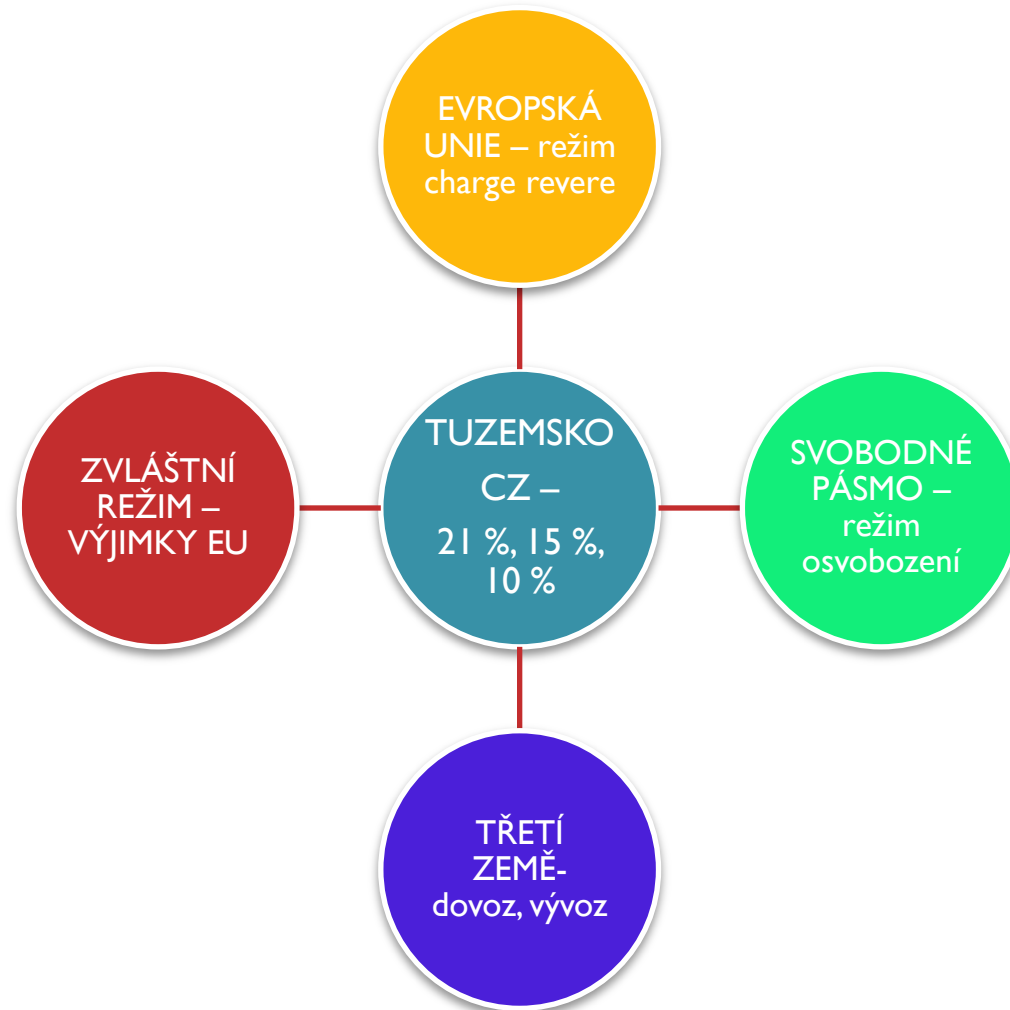 EVROPSKÁ
UNIE – režim
charge revere
ZVLÁŠTNÍ
REŽIM –
VÝJIMKY EU
TUZEMSKO
CZ –
21 %, 15 %,
10 %
SVOBODNÉ
PÁSMO –
režim
osvobození
TŘETÍ
ZEMĚ-
dovoz, vývoz